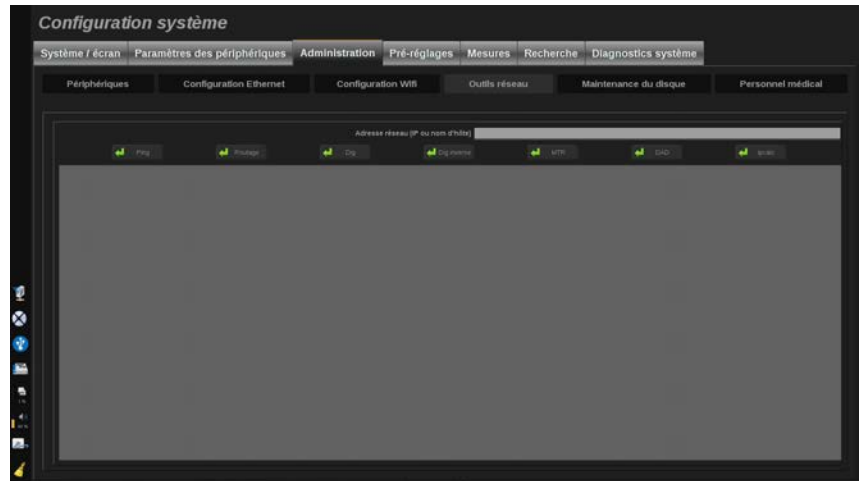 Configuration système
Système / écran Paramètres des périphériques Administration Pré-réglages Mesures Recherche Diagnostics système
Périphériques Configuration Ethernet Configuration Wifi Outils réseau Maintenance du disque Personnel médical
Adresse réseau (IP ou nom d'hôte)
Ping Routage Dig Dig inverse MTR DAD ipcalc